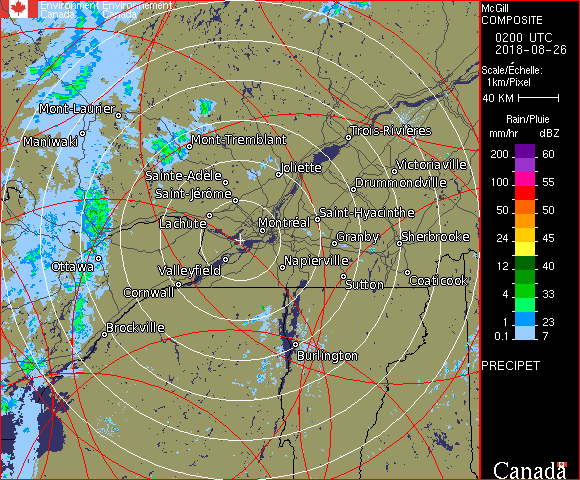 Environment Environnement
Canada Canada
McGill
COMPOSITE
0200 UTC
2018-08-26
Scale/Échelle:
1km/Pixel
40 KM
Rain/Pluie
mm/hr dBZ
200 60
100 55
50 50
24 45
12 40
4 33
1 23
0.1 7
PRECIPET
Canada
Mont-Laurier
Maniwaki
Mont-Tremblant
Trois-Rivières
Victoriaville
Joliette
Sainte-Adèle
Drummondville
Saint-Jérôme
Saint-Hyacinthe
Lachute
Montréal
Granby
Sherbrooke
Ottawa
Valleyfield
Napierville
Cornwall
Sutton
Coaticook
Brockville
Burlington